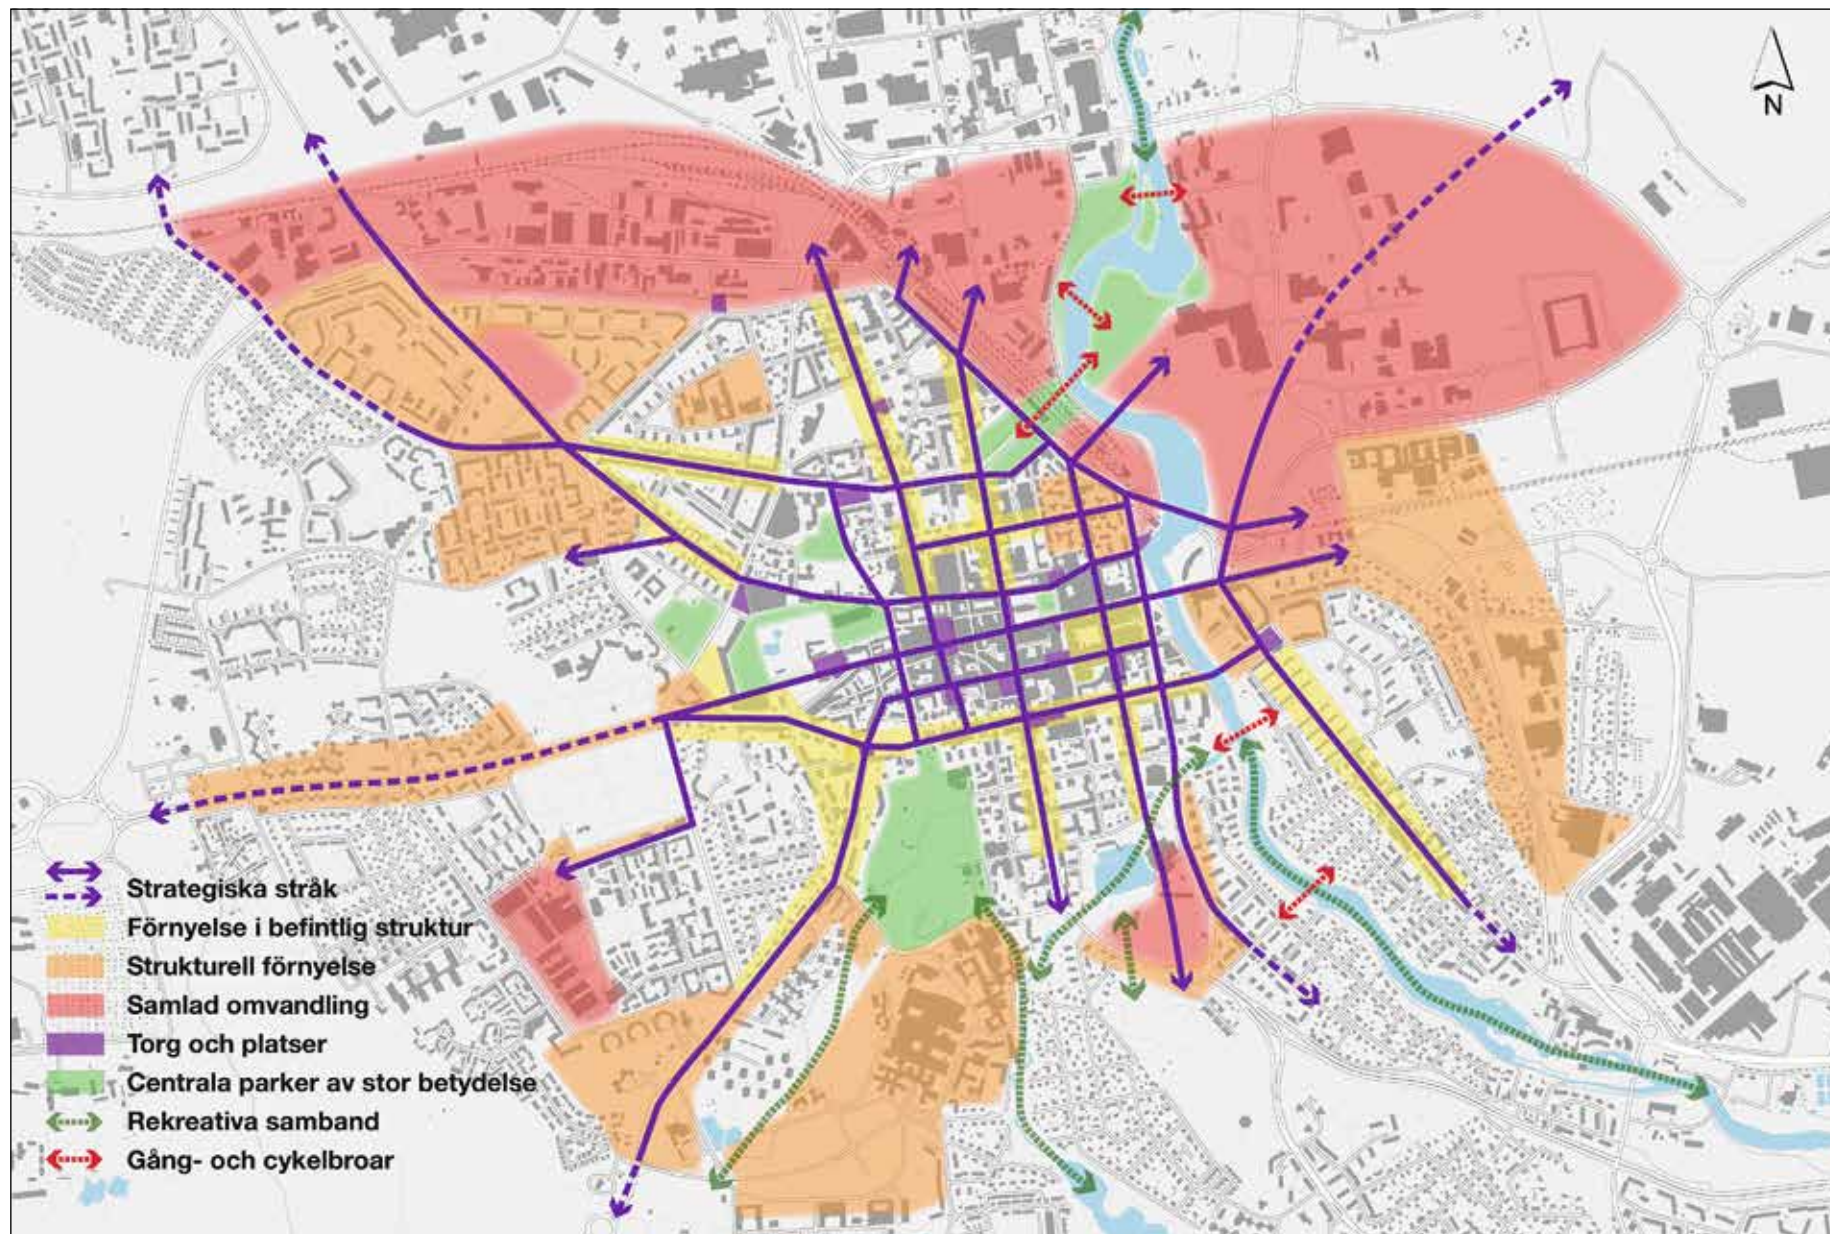 N
Strategiska stråk
Förnyelse i befintlig struktur
Strukturell förnyelse
Samlad omvandling
Torg och platser
Centrala parker av stor betydelse
Rekreativa samband
Gång- och cykelbroar